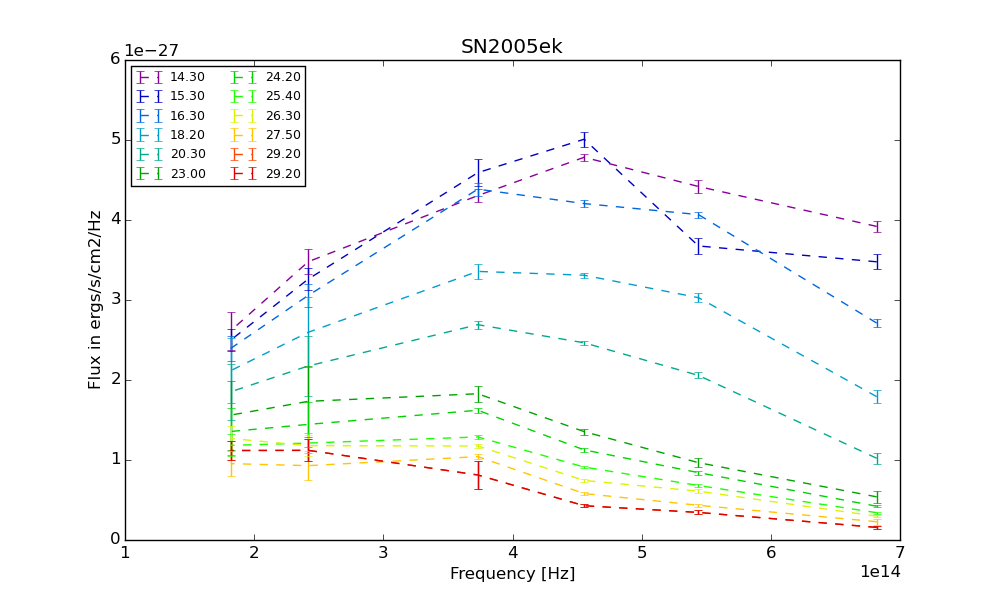 SN2005ek
1e−27
6
5
4
3
2
1
0
14.30 24.20
15.30 25.40
16.30 26.30
18.20 27.50
20.30 29.20
23.00 29.20
Flux in ergs/s/cm2/Hz
1 2 3 4 5 6 7
Frequency [Hz]
1e14